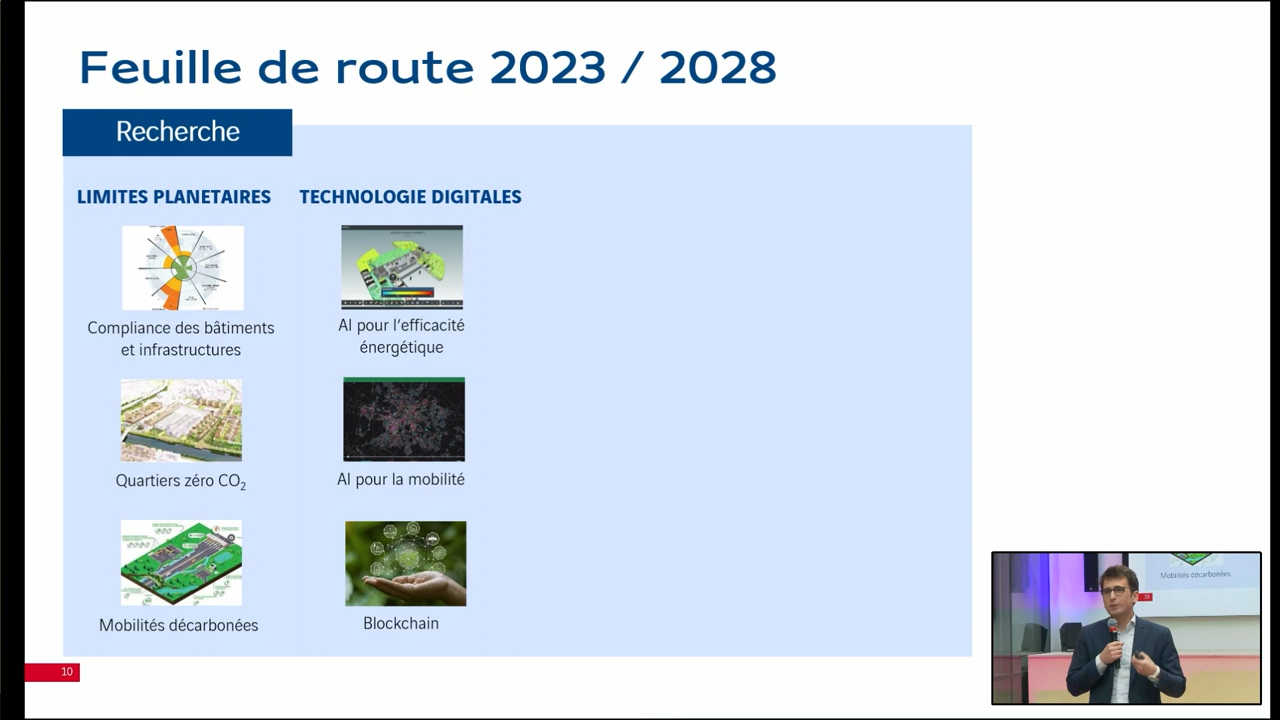 Feuille de route 2023 / 2028
Recherche
LIMITES PLANETAIRES
TECHNOLOGIE DIGITALES
Compliance des bâtiments
et infrastructures
AI pour l'efficacité
énergétique
Quartiers zéro CO₂
AI pour la mobilité
Mobilités décarbonées
Blockchain
10
Mobilités décarbonées
10